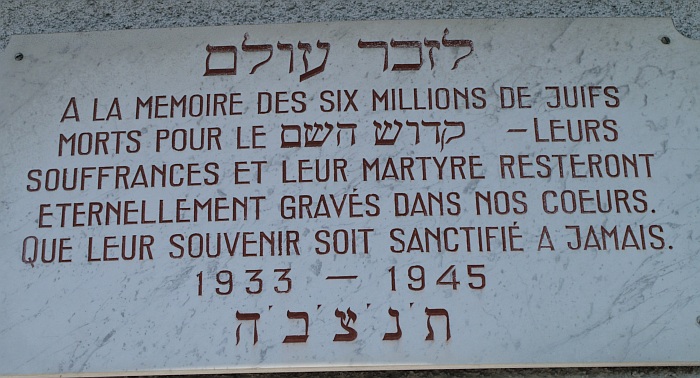 לזכר עולם
A LA MEMOIRE DES SIX MILLIONS DE JUIFS
MORTS POUR LE קדוש השם – LEURS
SOUFFRANCES ET LEUR MARTYRE RESTERONT
ETERNELLEMENT GRAVÉS DANS NOS COEURS.
QUE LEUR SOUVENIR SOIT SANCTIFIÉ A JAMAIS.
1933 – 1945
ת'נ'צ'ב'ה